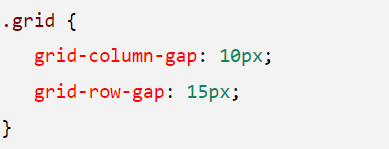 .grid {
grid-column-gap: 10px;
grid-row-gap: 15px;
}